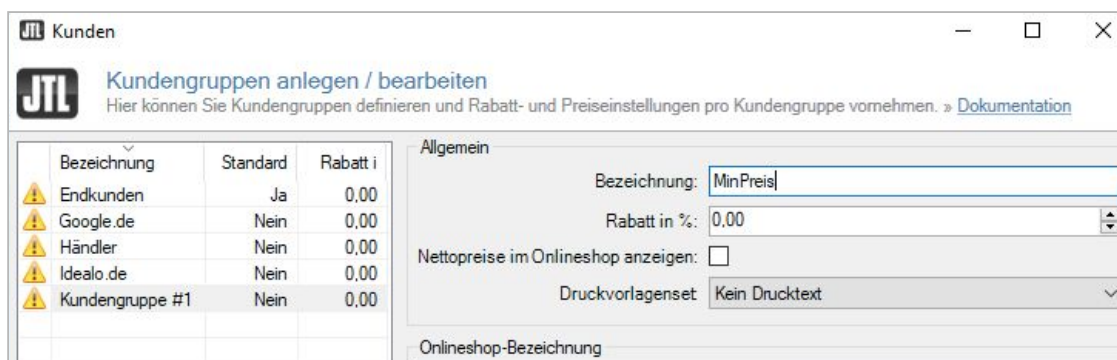 JTL Kunden
JTL
Kundengruppen anlegen / bearbeiten
Hier können Sie Kundengruppen definieren und Rabatt- und Preiseinstellungen pro Kundengruppe vornehmen. » Dokumentation
Bezeichnung Standard Rabatt i
Endkunden Ja 0,00
Google.de Nein 0,00
Händler Nein 0,00
Idealo.de Nein 0,00
Kundengruppe #1 Nein 0,00
Allgemein
Bezeichnung: MinPreis
Rabatt in %: 0,00
Nettopreise im Onlineshop anzeigen:
Druckvorlagenset Kein Drucktext
Onlineshop-Bezeichnung